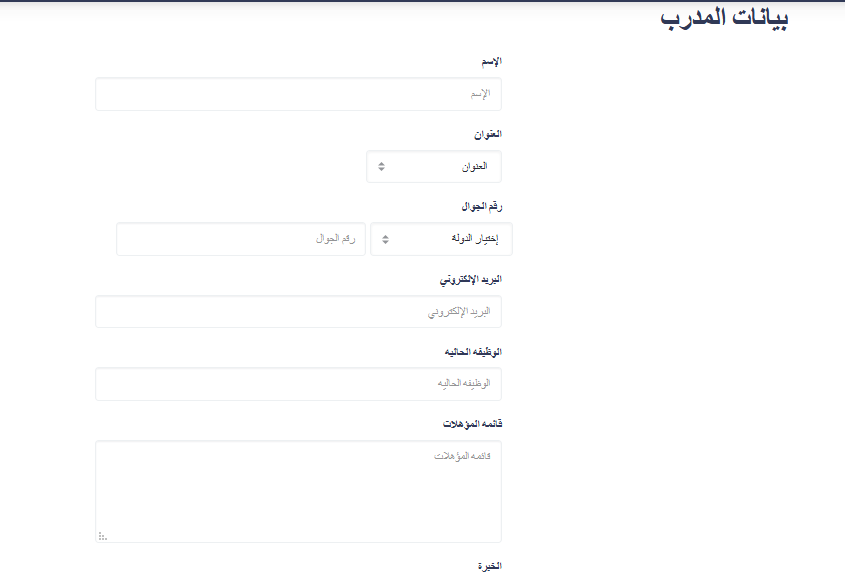 بيانات المدرب
الإسم
الإسم
العنوان
العنوان
رقم الجوال
إختيار الدولة رقم الجوال
البريد الإلكتروني
البريد الإلكتروني
الوظيفه الحاليه
الوظيفه الحاليه
قائمه المؤهلات
قائمه المؤهلات
الخبرة